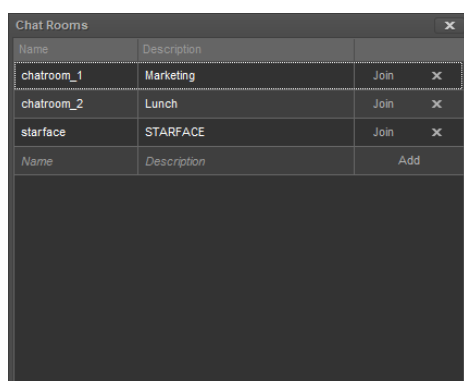 Chat Rooms
Name Description
chatroom_1 Marketing Join ×
chatroom_2 Lunch Join ×
starface STARFACE Join ×
Name Description Add